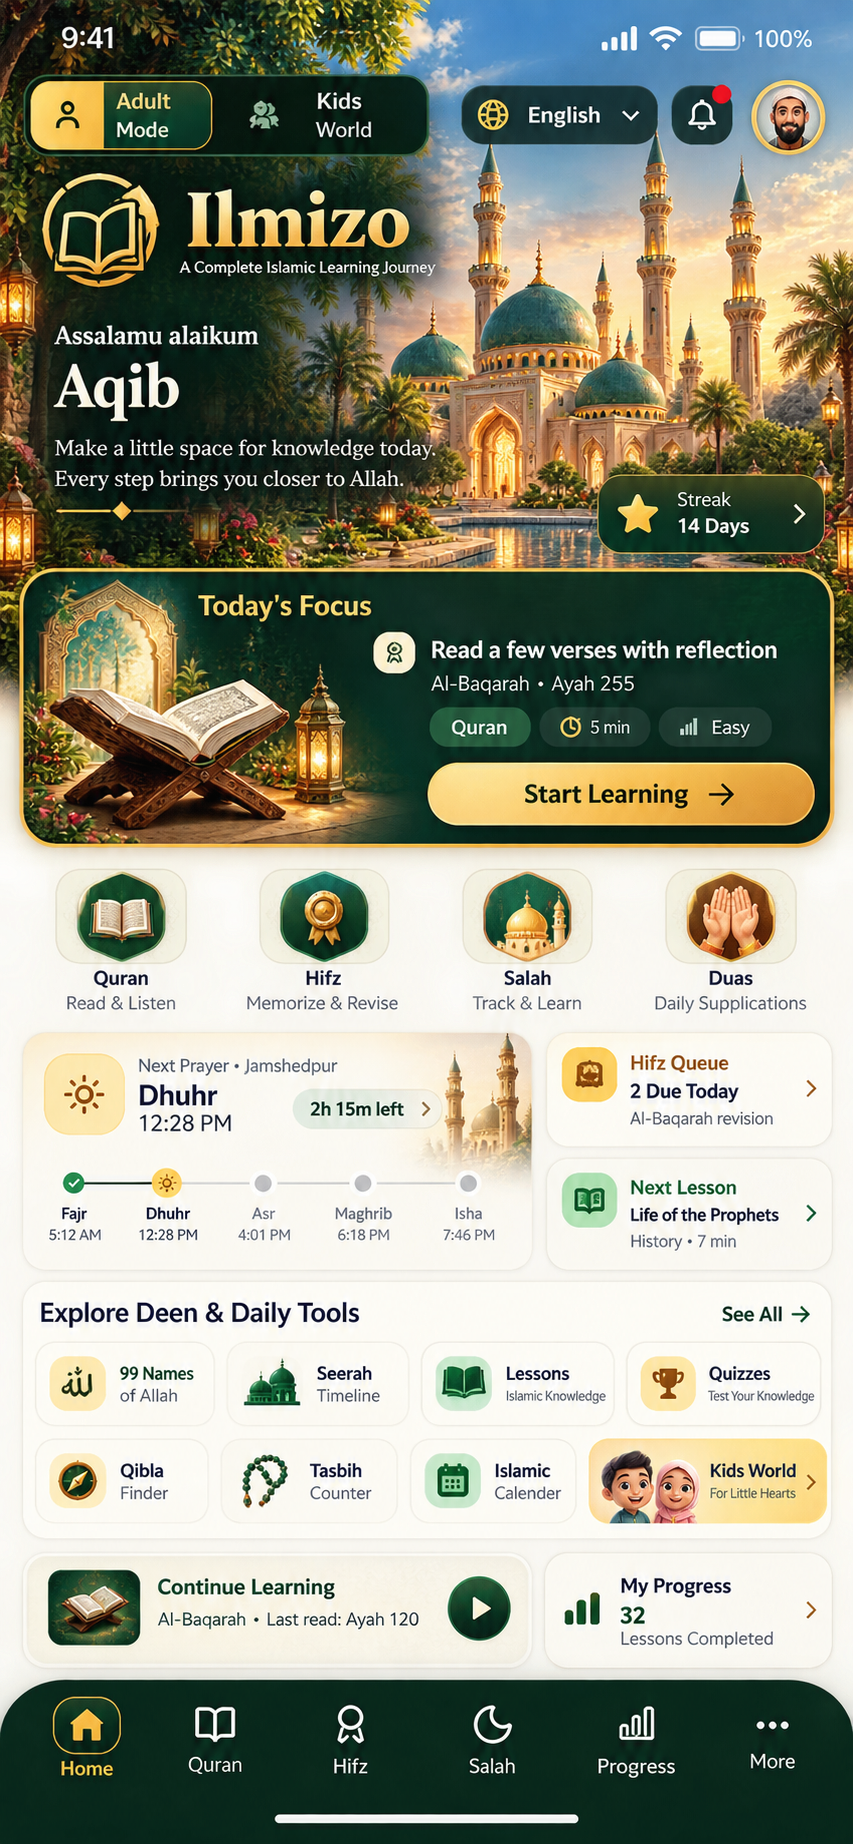 9:41
100%
Adult
Mode
Kids
World
English
Ilmizo
A Complete Islamic Learning Journey
Assalamu alaikum
Aqib
Make a little space for knowledge today.
Every step brings you closer to Allah.
Streak
14 Days
Today's Focus
Read a few verses with reflection
Al-Baqarah • Ayah 255
Quran
5 min
Easy
Start Learning →
Quran
Read & Listen
Hifz
Memorize & Revise
Salah
Track & Learn
Duas
Daily Supplications
Next Prayer • Jamshedpur
Dhuhr
12:28 PM
2h 15m left
Fajr
5:12 AM
Dhuhr
12:28 PM
Asr
4:01 PM
Maghrib
6:18 PM
Isha
7:46 PM
Hifz Queue
2 Due Today
Al-Baqarah revision
Next Lesson
Life of the Prophets
History • 7 min
Explore Deen & Daily Tools
See All →
الله
99 Names
of Allah
Seerah
Timeline
Lessons
Islamic Knowledge
Quizzes
Test Your Knowledge
Qibla
Finder
Tasbih
Counter
Islamic
Calender
Kids World
For Little Hearts
Continue Learning
Al-Baqarah • Last read: Ayah 120
My Progress
32
Lessons Completed
Home
Quran
Hifz
Salah
Progress
More